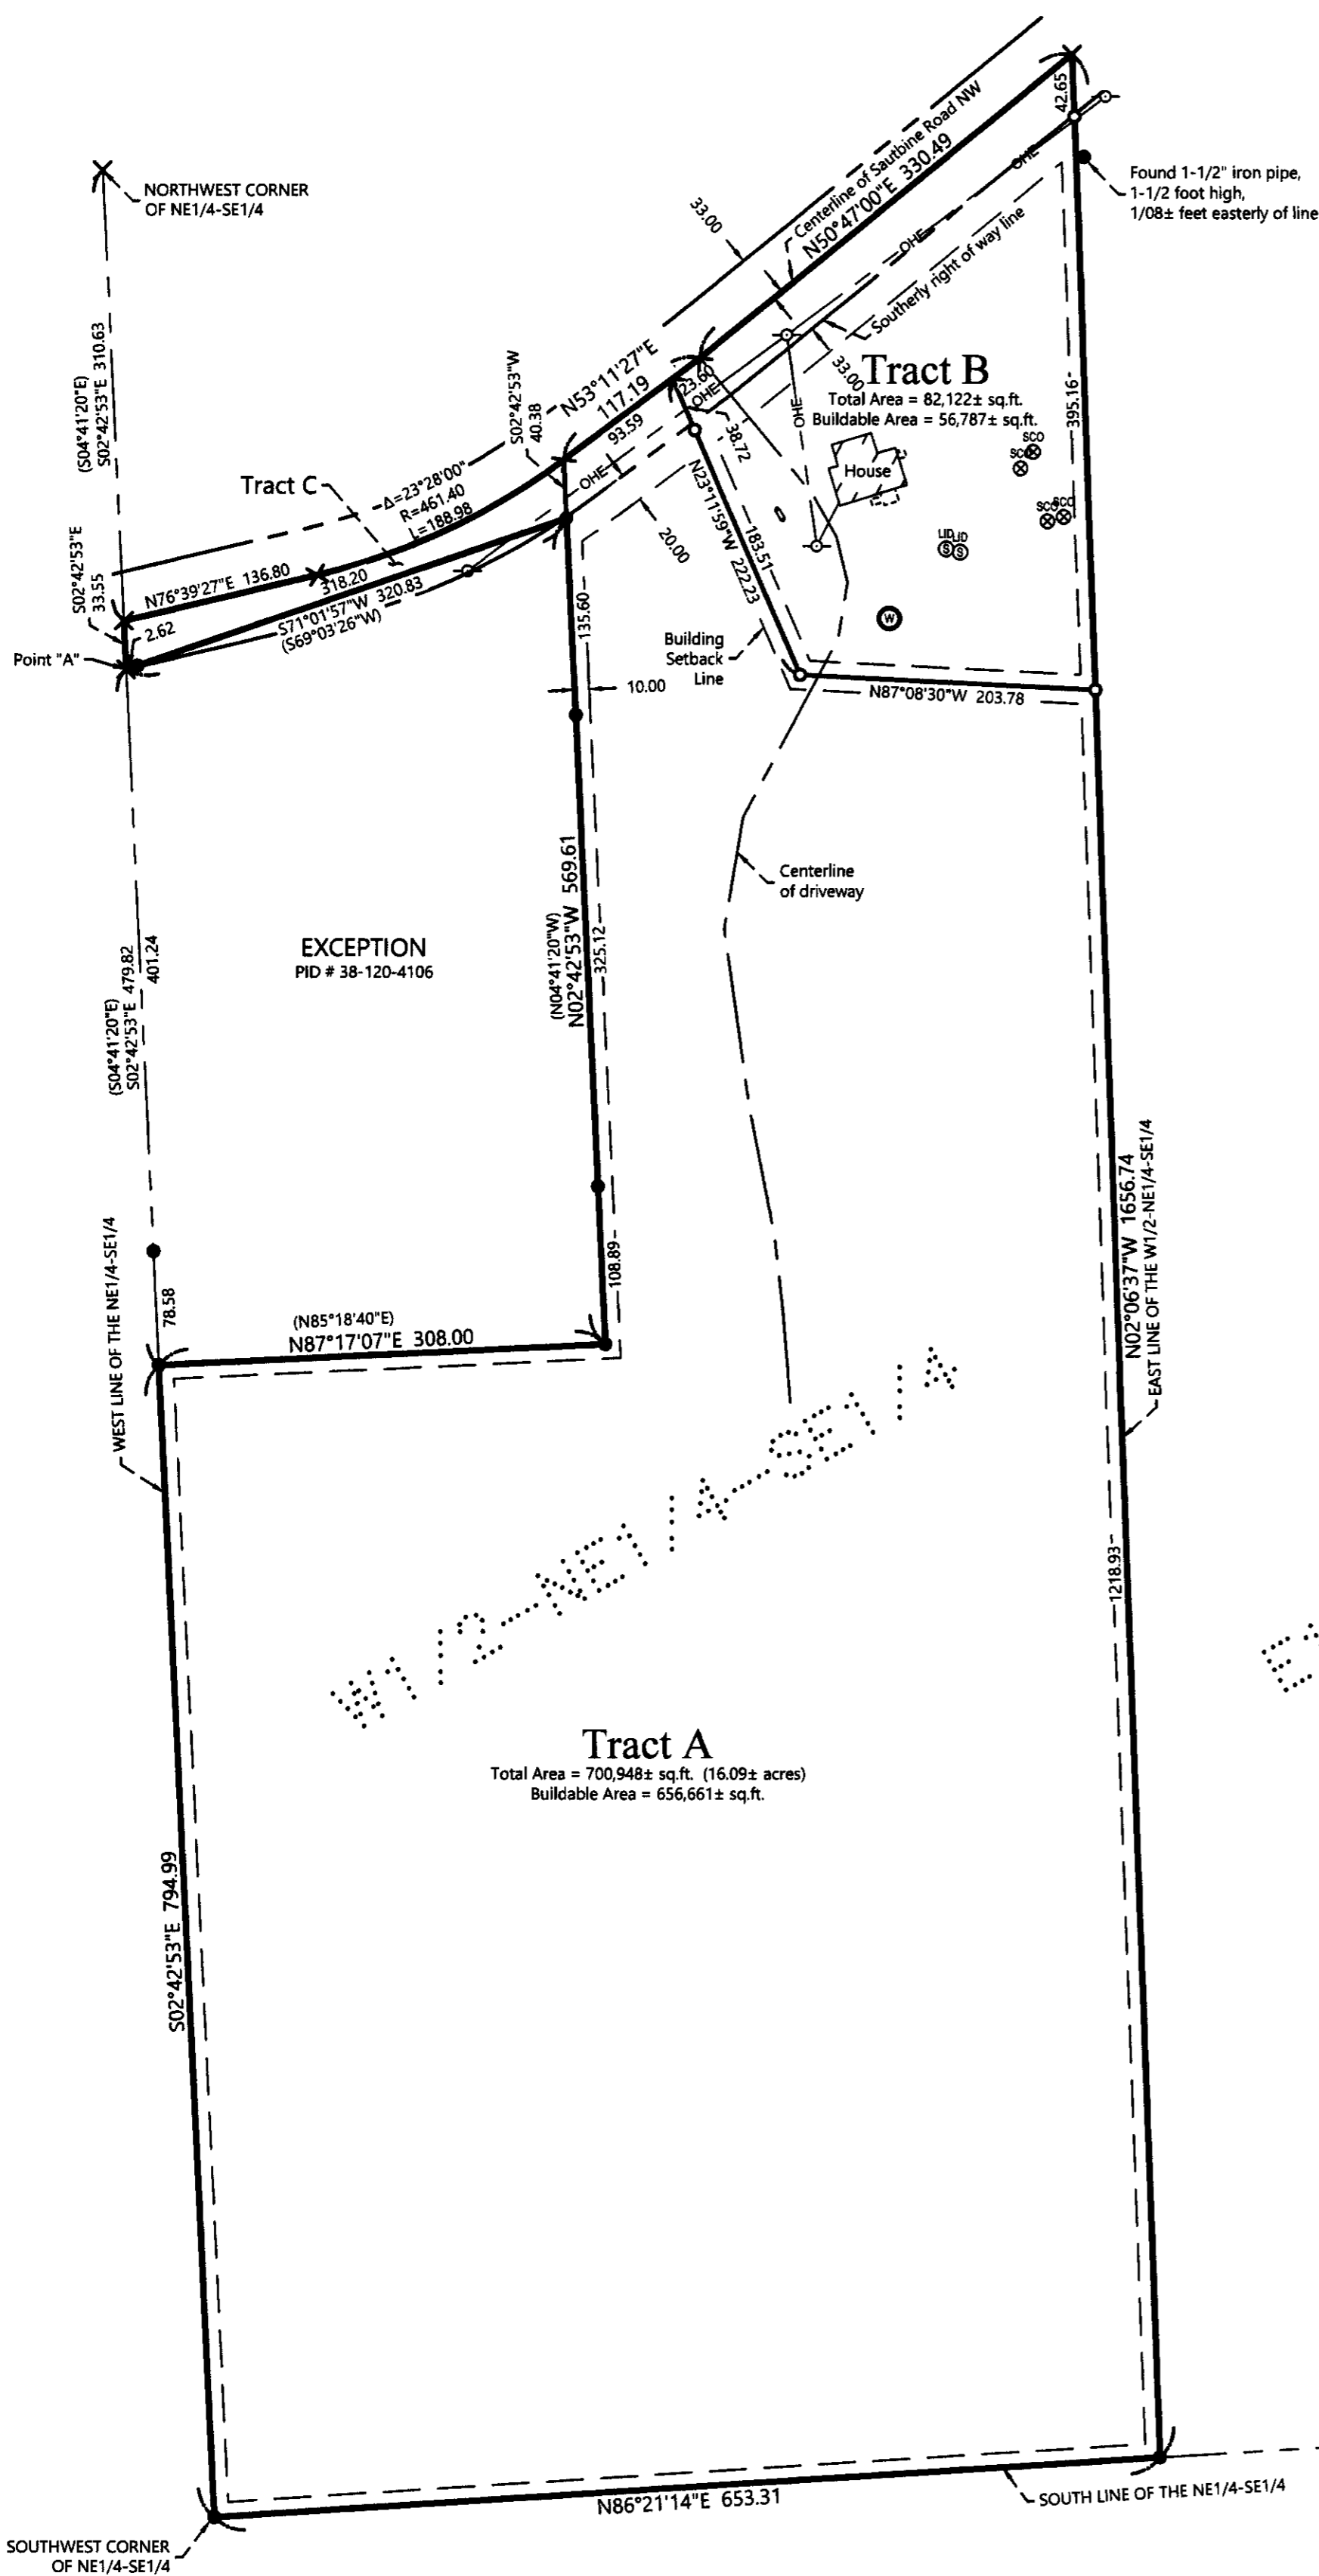 NORTHWEST CORNER
OF NE1/4-SE1/4
(S04°41'20"E)
S02°42'53"E 310.63
33.00
Centerline of Sautbine Road NW
N50°47'00"E 330.49
42.65
OHE
Found 1-1/2" iron pipe,
1-1/2 foot high,
1/08± feet easterly of line
OHE
Southerly right of way line
33.00
S02°42'53"W
40.38
N53°11'27"E
117.19
93.59
23.60
OHE
OHE
38.72
OHE
Tract B
Total Area = 82,122± sq.ft.
Buildable Area = 56,787± sq.ft.
395.16
House
SCO
SCO
SCO
SCO
LID
LID
S
S
W
Tract C
Δ=23°28'00"
R=461.40
L=188.98
S02°42'53"E
33.55
N76°39'27"E 136.80
318.20
S71°01'57"W 320.83
(S69°03'26"W)
2.62
Point "A"
20.00
N23°11'59"W 222.23
183.51
135.60
Building
Setback
Line
10.00
N87°08'30"W 203.78
Centerline
of driveway
EXCEPTION
PID # 38-120-4106
(S04°41'20"E)
S02°42'53"E 479.82
401.24
(N04°41'20"W)
N02°42'53"W 569.61
325.12
108.89
78.58
WEST LINE OF THE NE1/4-SE1/4
(N85°18'40"E)
N87°17'07"E 308.00
N02°06'37"W 1656.74
EAST LINE OF THE W1/2-NE1/4-SE1/4
1218.93
W1/2-NE1/4-SE1/4
Tract A
Total Area = 700,948± sq.ft. (16.09± acres)
Buildable Area = 656,661± sq.ft.
S02°42'53"E 794.99
N86°21'14"E 653.31
SOUTH LINE OF THE NE1/4-SE1/4
SOUTHWEST CORNER
OF NE1/4-SE1/4